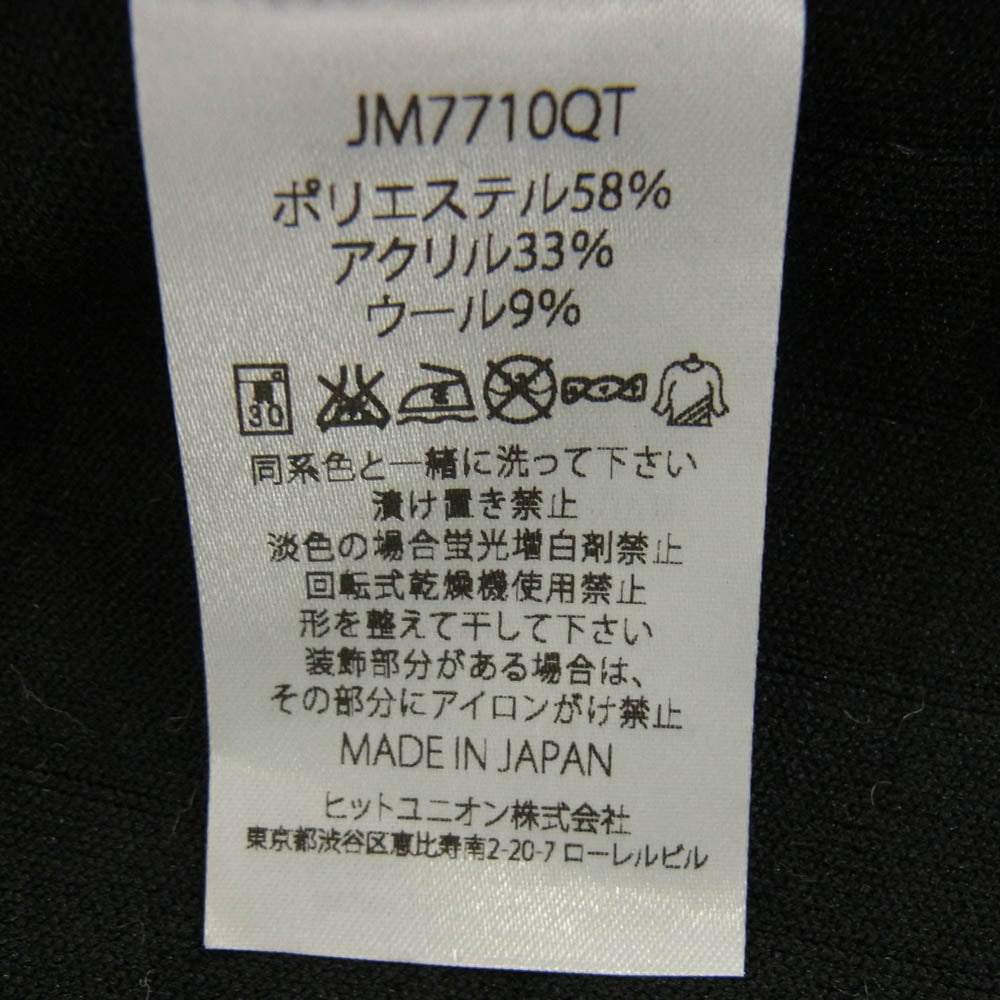 JM7710QT
ポリエステル58%
アクリル33%
ウール9%
30
同系色と一緒に洗って下さい
漬け置き禁止
淡色の場合蛍光増白剤禁止
回転式乾燥機使用禁止
形を整えて干して下さい
装飾部分がある場合は、
その部分にアイロンがけ禁止
MADE IN JAPAN
ヒットユニオン株式会社
東京都渋谷区恵比寿南2-20-7 ローレルビル